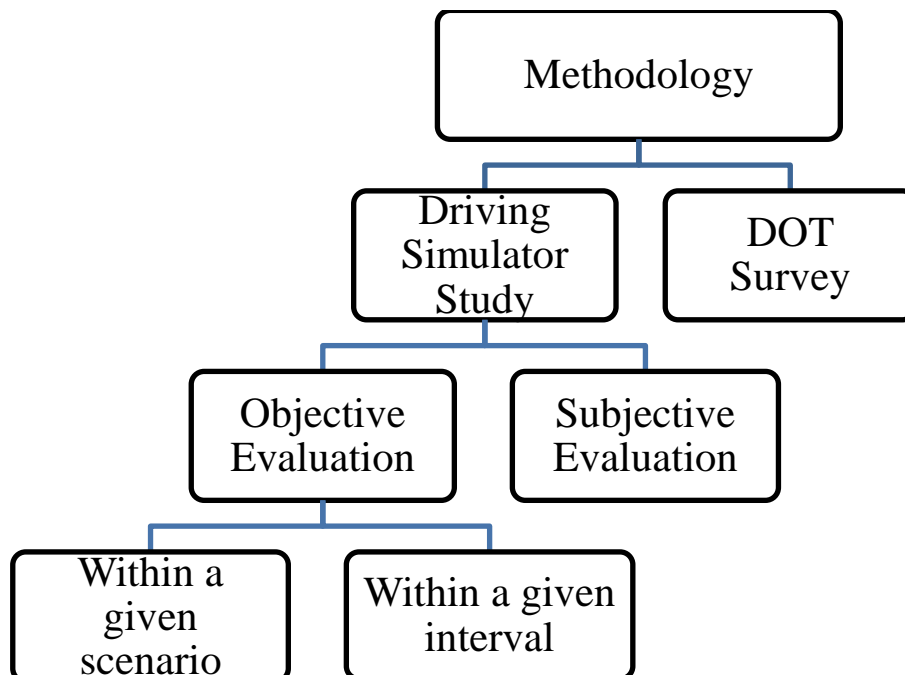 Methodology
Driving
Simulator
Study
DOT
Survey
Objective
Evaluation
Subjective
Evaluation
Within a
given
scenario
Within a given
interval